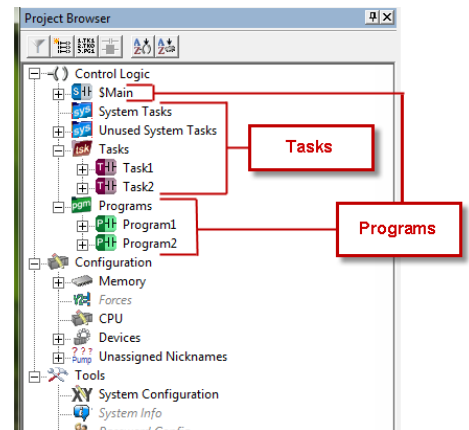 Project Browser
Control Logic
$Main
System Tasks
Unused System Tasks
Tasks
Task1
Task2
Programs
Program1
Program2
Configuration
Memory
Forces
CPU
Devices
Unassigned Nicknames
Tools
System Configuration
System Info
Tasks
Programs